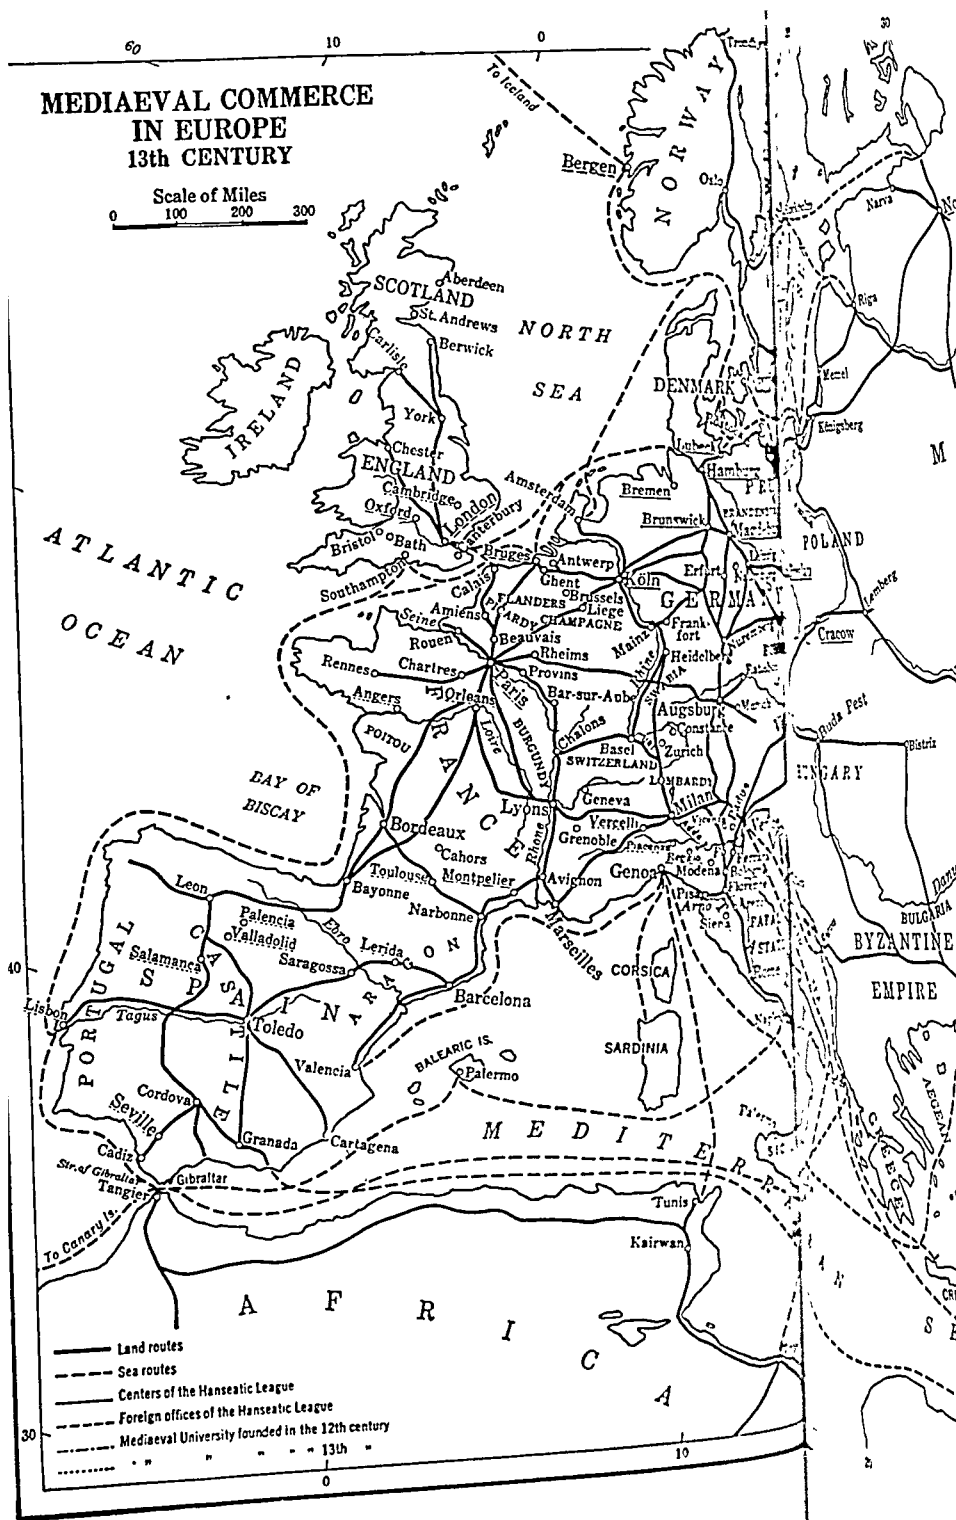 60
10
0
30
MEDIAEVAL COMMERCE
IN EUROPE
13th CENTURY
Scale of Miles
0 100 200 300
To Iceland
Bergen
NORWAY
Oslo
Narva
Riga
Memel
Königsberg
Aberdeen
SCOTLAND
St. Andrews
Berwick
Carlisle
NORTH
SEA
IRELAND
York
Chester
ENGLAND
Cambridge
Oxford
London
Canterbury
Bristol
Bath
Southampton
DENMARK
Lubeck
Hamburg
Bremen
Amsterdam
Brunswick
M
POLAND
Lemberg
Cracow
ATLANTIC
OCEAN
Bruges
Antwerp
Calais
Ghent
Köln
Brussels
FLANDERS
Liege
Erfurt
GERMANY
Amiens
PICARDY
CHAMPAGNE
Seine
Rouen
Beauvais
Mainz
Frank-
fort
Rheims
Rhine
Heidelberg
Rennes
Chartres
Paris
Provins
SWABIA
Angers
Orleans
Bar-sur-Aube
Augsburg
Constance
POITOU
Loire
BURGUNDY
Chalons
Basel
Zurich
SWITZERLAND
FRANCE
Buda Pest
Bistriz
HUNGARY
BAY OF
BISCAY
LOMBARDY
Geneva
Milan
Lyons
Vercelli
Grenoble
Bordeaux
Rhone
Cahors
Genoa
Modena
Toulouse
Montpelier
Avignon
Bayonne
Narbonne
Marseilles
Pisa
Arno
Siena
Leon
Palencia
Valladolid
Ebro
Lerida
Salamanca
Saragossa
ARAGON
CORSICA
BULGARIA
BYZANTINE
EMPIRE
40
PORTUGAL
SPAIN
CASTILE
Barcelona
Lisbon
Tagus
Toledo
Valencia
BALEARIC IS.
Palermo
SARDINIA
AEGEAN
GREECE
Cordova
Seville
Granada
Cartagena
Cadiz
Str. of Gibraltar
Gibraltar
Tangier
To Canary Is.
MEDITER
Tunis
Kairwan
AFRICA
Land routes
Sea routes
Centers of the Hanseatic League
Foreign offices of the Hanseatic League
Mediaeval University founded in the 12th century
" " " " " 13th "
30
0
10